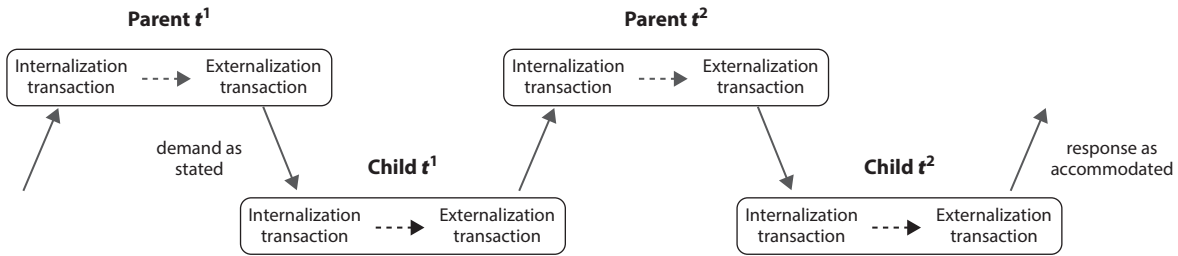 Parent t¹
Parent t²
Internalization
transaction
Externalization
transaction
Internalization
transaction
Externalization
transaction
demand as
stated
response as
accommodated
Child t¹
Child t²
Internalization
transaction
Externalization
transaction
Internalization
transaction
Externalization
transaction